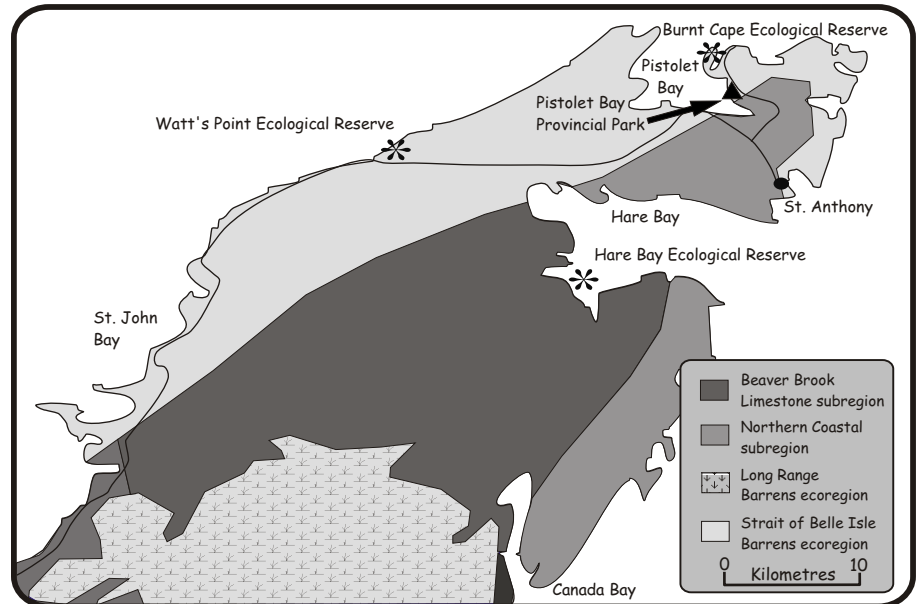 Burnt Cape Ecological Reserve
Pistolet
Bay
Pistolet Bay
Provincial Park
Watt's Point Ecological Reserve
St. Anthony
Hare Bay
Hare Bay Ecological Reserve
St. John
Bay
Beaver Brook
Limestone subregion
Northern Coastal
subregion
Long Range
Barrens ecoregion
Strait of Belle Isle
Barrens ecoregion
0 10
Kilometres
Canada Bay